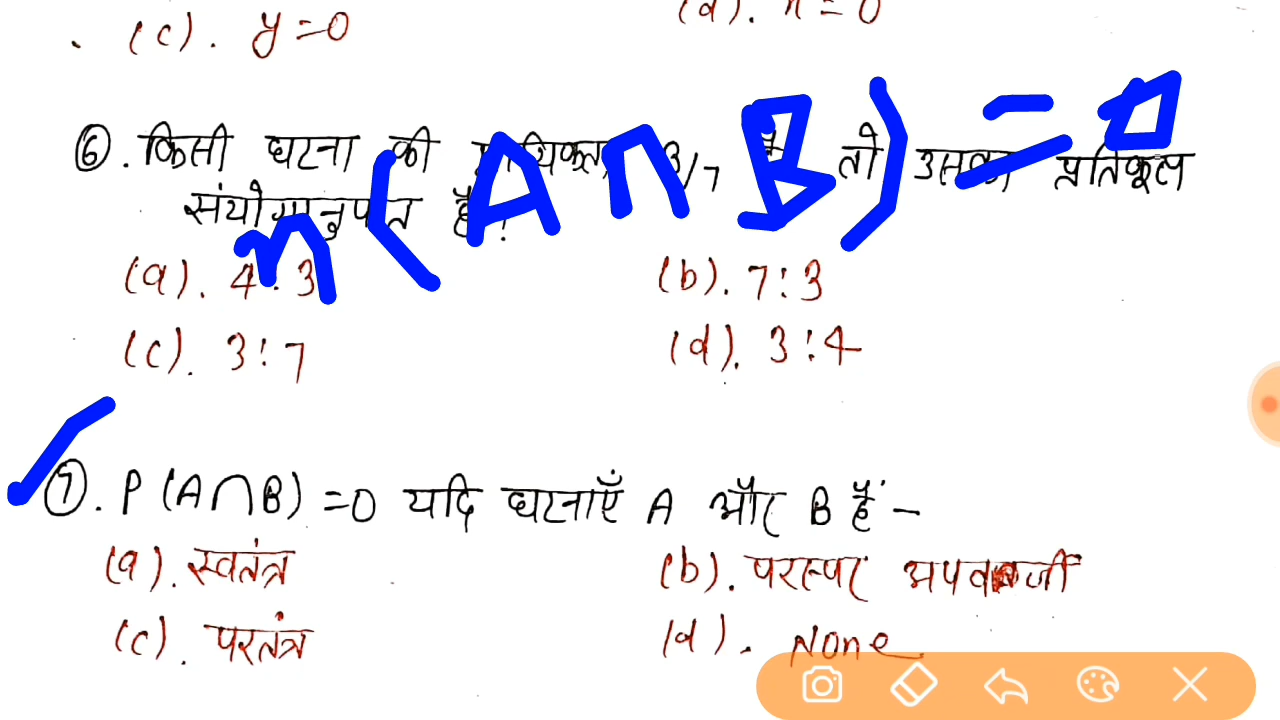 (c). y=0 (d). x=0
⑥. किसी घटना की प्रायिकता 3/7 है तो उसका प्रतिकूल
संयोगानुपात है?
n(A∩B) = 0
(a). 4:3 (b). 7:3
(c). 3:7 (d). 3:4
⑦. P(A∩B) =0 यदि घटनाएँ A और B हैं -
(a). स्वतंत्र (b). परस्पर अपवर्जी
(c). परतंत्र (d). None